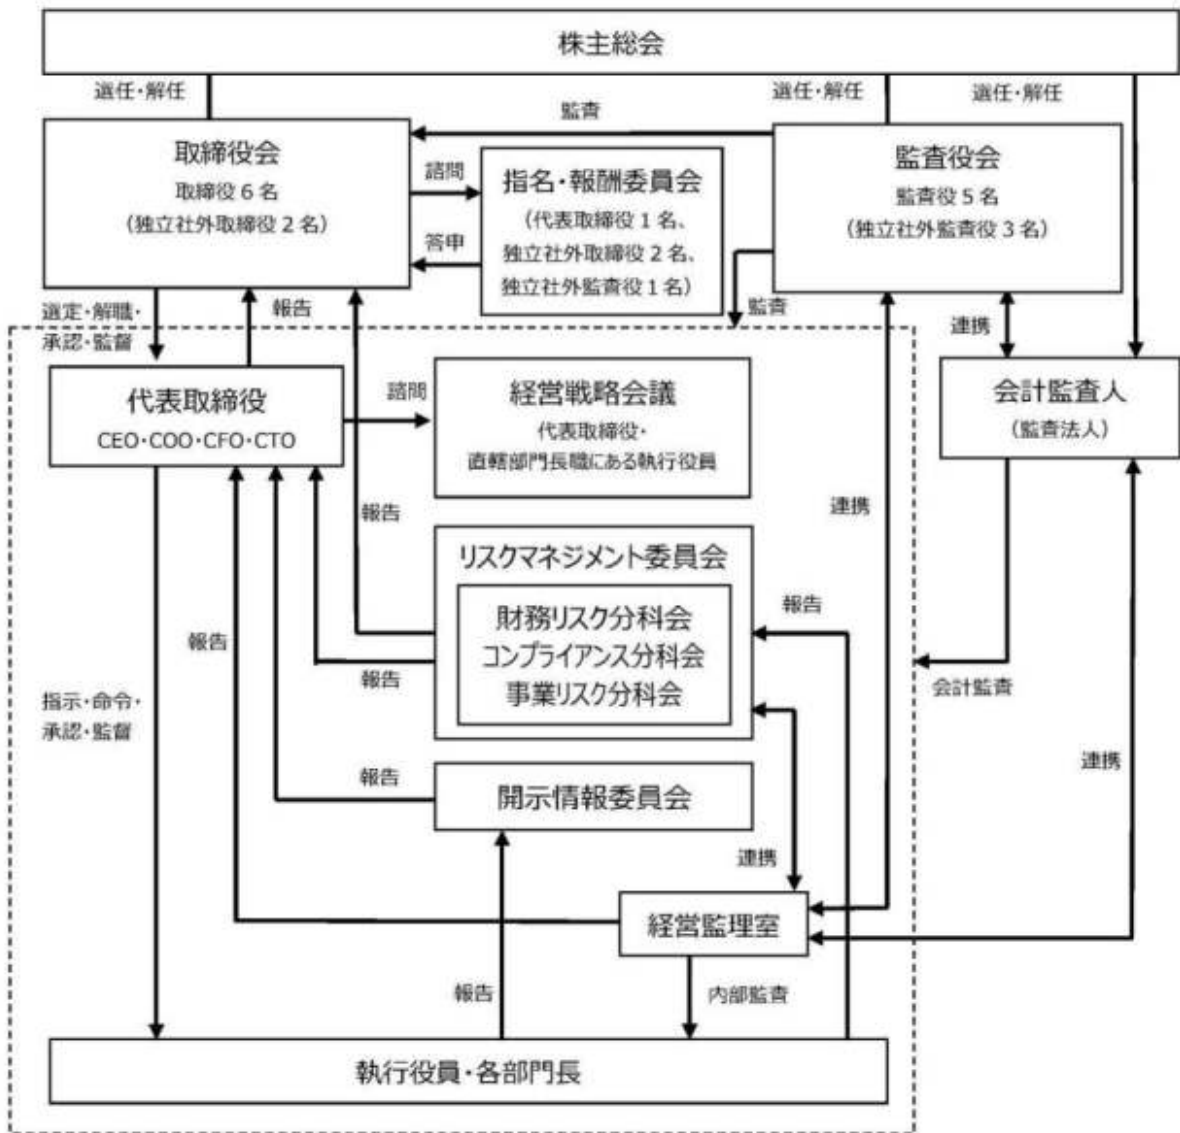 株主総会
選任・解任
選任・解任
選任・解任
監査
取締役会
取締役6名
（独立社外取締役2名）
諮問
答申
指名・報酬委員会
（代表取締役1名、
独立社外取締役2名、
独立社外監査役1名）
監査役会
監査役5名
（独立社外監査役3名）
選定・解職・
承認・監督
報告
監査
連携
代表取締役
CEO・COO・CFO・CTO
諮問
経営戦略会議
代表取締役・
直轄部門長職にある執行役員
会計監査人
（監査法人）
報告
連携
リスクマネジメント委員会
財務リスク分科会
コンプライアンス分科会
事業リスク分科会
報告
報告
報告
会計監査
指示・命令・
承認・監督
報告
開示情報委員会
連携
連携
経営監理室
報告
内部監査
執行役員・各部門長